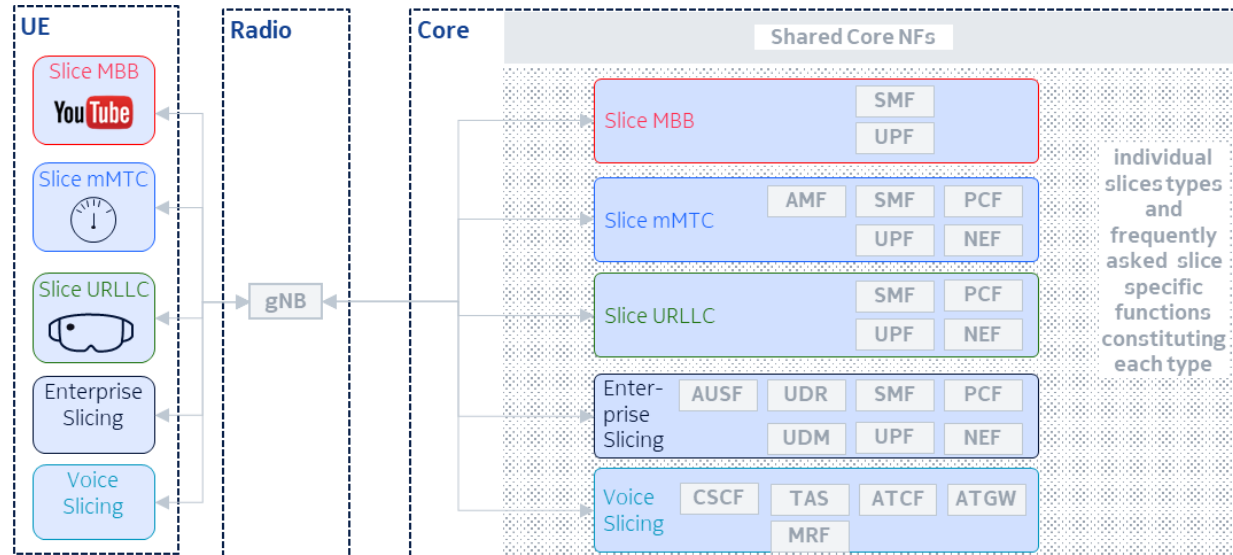 UE
Radio
Core
Shared Core NFs
Slice MBB
YouTube
Slice mMTC
Slice URLLC
Enterprise
Slicing
Voice
Slicing
gNB
Slice MBB
SMF
UPF
Slice mMTC
AMF SMF PCF
UPF NEF
Slice URLLC
SMF PCF
UPF NEF
Enter-
prise
Slicing
AUSF UDR SMF PCF
UDM UPF NEF
Voice
Slicing
CSCF TAS ATCF ATGW
MRF
individual
slices types
and
frequently
asked slice
specific
functions
constituting
each type